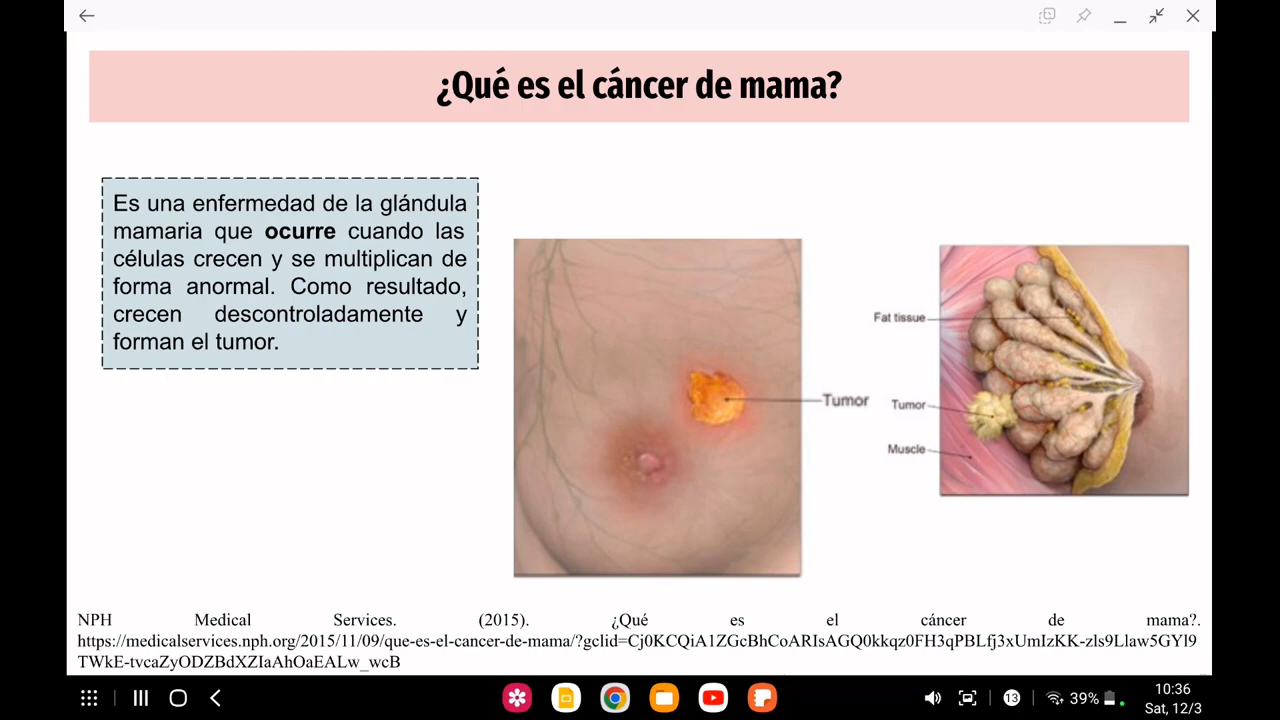 ¿Qué es el cáncer de mama?
Es una enfermedad de la glándula
mamaria que ocurre cuando las
células crecen y se multiplican de
forma anormal. Como resultado,
crecen descontroladamente y
forman el tumor.
Tumor
Fat tissue
Tumor
Muscle
NPH Medical Services. (2015). ¿Qué es el cáncer de mama?.
https://medicalservices.nph.org/2015/11/09/que-es-el-cancer-de-mama/?gclid=Cj0KCQiA1ZGcBhCoARIsAGQ0kkqz0FH3qPBLfj3xUmIzKK-zls9Llaw5GYl9
TWkE-tvcaZyODZBdXZIaAhOaEALw_wcB
13
39%
10:36
Sat, 12/3